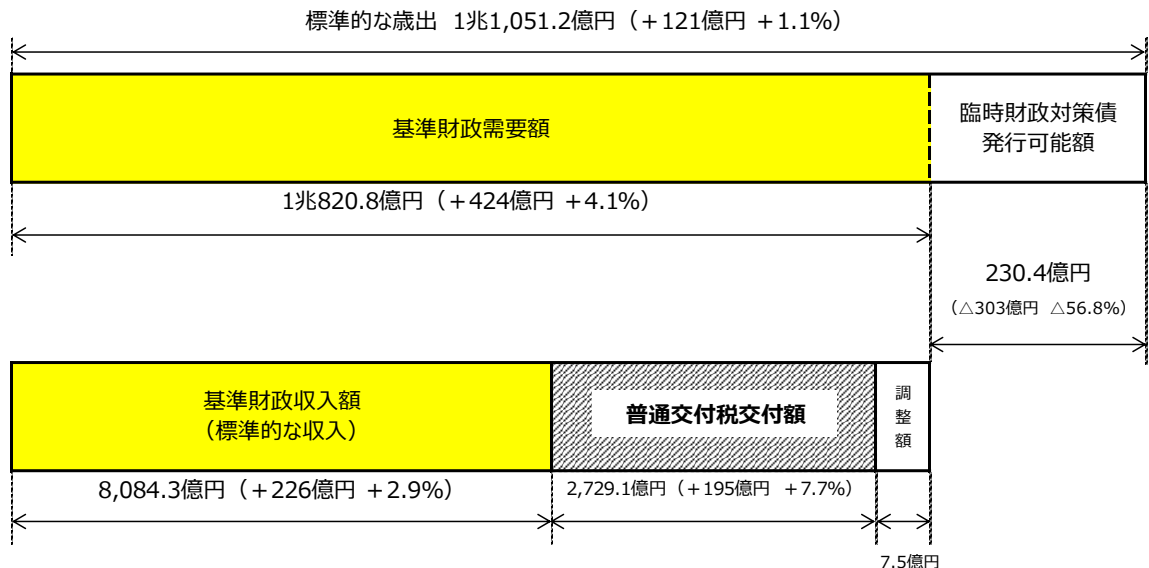 標準的な歳出 1兆1,051.2億円（＋121億円 ＋1.1%）
基準財政需要額
臨時財政対策債
発行可能額
1兆820.8億円（＋424億円 ＋4.1%）
230.4億円
（△303億円 △56.8%）
基準財政収入額
（標準的な収入）
普通交付税交付額
調
整
額
8,084.3億円（＋226億円 ＋2.9%）
2,729.1億円（＋195億円 ＋7.7%）
7.5億円